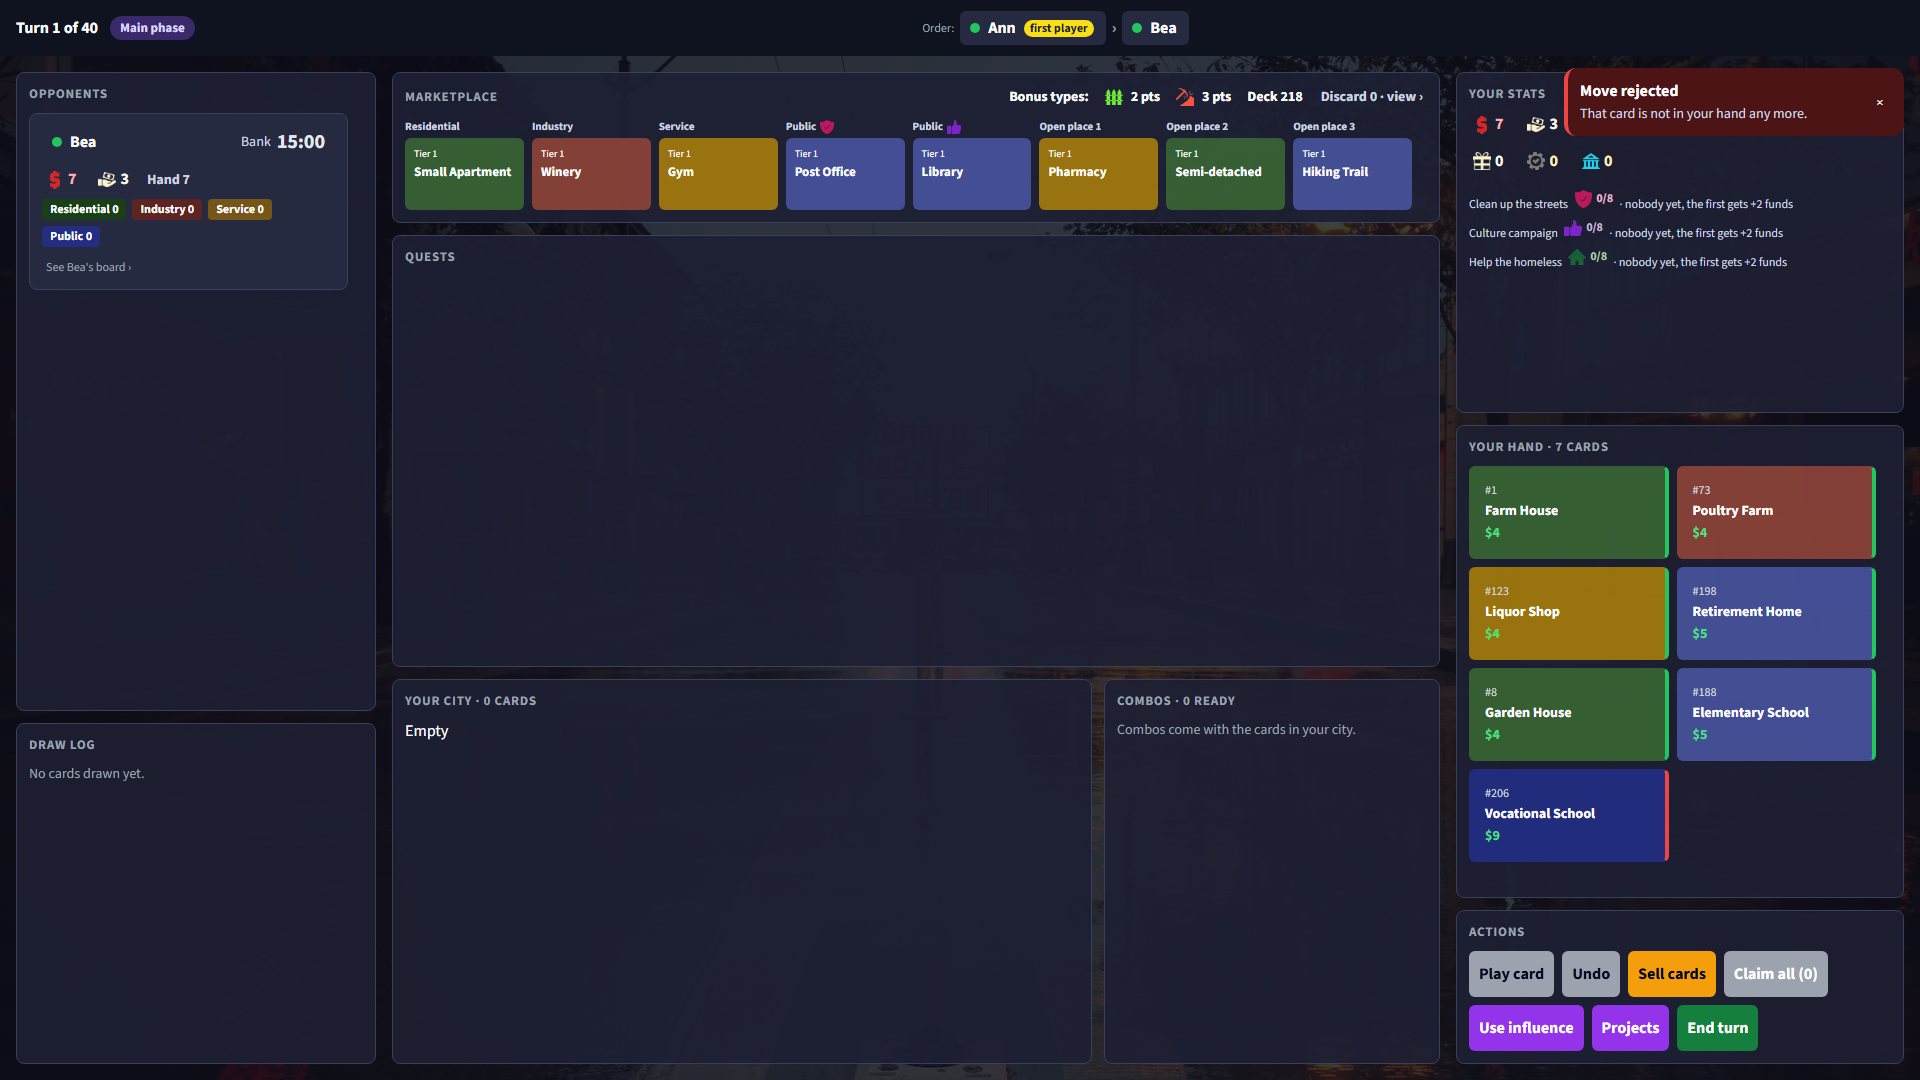 Turn 1 of 40 Main phase
Order: Ann first player › Bea
OPPONENTS
Bea Bank 15:00
7 3 Hand 7
Residential 0 Industry 0 Service 0
Public 0
See Bea's board ›
DRAW LOG
No cards drawn yet.
MARKETPLACE Bonus types: 2 pts 3 pts Deck 218 Discard 0 · view ›
Residential Industry Service Public Public Open place 1 Open place 2 Open place 3
Tier 1 Tier 1 Tier 1 Tier 1 Tier 1 Tier 1 Tier 1 Tier 1
Small Apartment Winery Gym Post Office Library Pharmacy Semi-detached Hiking Trail
QUESTS
YOUR CITY · 0 CARDS
Empty
COMBOS · 0 READY
Combos come with the cards in your city.
YOUR STATS
7 3
0 0 0
Clean up the streets 0/8 · nobody yet, the first gets +2 funds
Culture campaign 0/8 · nobody yet, the first gets +2 funds
Help the homeless 0/8 · nobody yet, the first gets +2 funds
Move rejected
That card is not in your hand any more.
×
YOUR HAND · 7 CARDS
#1
Farm House
$4
#73
Poultry Farm
$4
#123
Liquor Shop
$4
#198
Retirement Home
$5
#8
Garden House
$4
#188
Elementary School
$5
#206
Vocational School
$9
ACTIONS
Play card Undo Sell cards Claim all (0)
Use influence Projects End turn